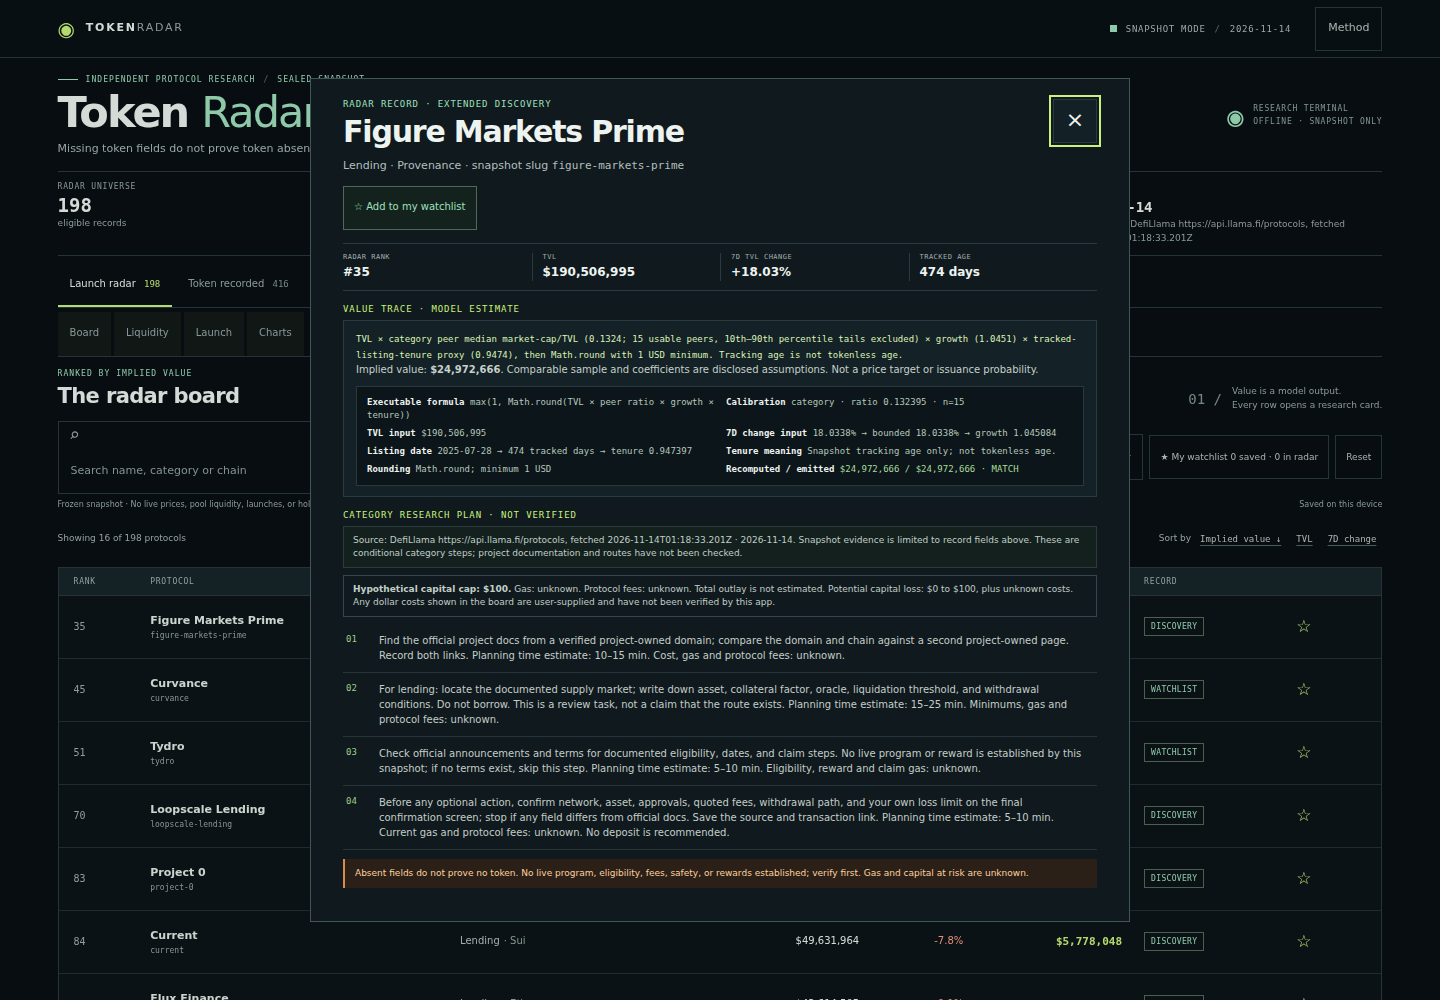 TOKENRADAR
SNAPSHOT MODE / 2026-11-14
Method
INDEPENDENT PROTOCOL RESEARCH / SEALED SNAPSHOT
Token Radar
Missing token fields do not prove token absen
RESEARCH TERMINAL
OFFLINE · SNAPSHOT ONLY
RADAR UNIVERSE
198
eligible records
-14
DefiLlama https://api.llama.fi/protocols, fetched
01:18:33.201Z
Launch radar 198
Token recorded 416
Board
Liquidity
Launch
Charts
RANKED BY IMPLIED VALUE
The radar board
01 /
Value is a model output.
Every row opens a research card.
Search name, category or chain
★ My watchlist 0 saved · 0 in radar
Reset
Frozen snapshot · No live prices, pool liquidity, launches, or hol
Saved on this device
Showing 16 of 198 protocols
Sort by Implied value ↓ TVL 7D change
RANK PROTOCOL RECORD
35 Figure Markets Prime DISCOVERY ☆
figure-markets-prime
45 Curvance WATCHLIST ☆
curvance
51 Tydro WATCHLIST ☆
tydro
70 Loopscale Lending DISCOVERY ☆
loopscale-lending
83 Project 0 DISCOVERY ☆
project-0
84 Current Lending · Sui $49,631,964 -7.8% $5,778,048 DISCOVERY ☆
current
Flux Finance
RADAR RECORD · EXTENDED DISCOVERY
Figure Markets Prime
×
Lending · Provenance · snapshot slug figure-markets-prime
☆ Add to my watchlist
RADAR RANK
#35
TVL
$190,506,995
7D TVL CHANGE
+18.03%
TRACKED AGE
474 days
VALUE TRACE · MODEL ESTIMATE
TVL × category peer median market-cap/TVL (0.1324; 15 usable peers, 10th–90th percentile tails excluded) × growth (1.0451) × tracked-
listing-tenure proxy (0.9474), then Math.round with 1 USD minimum. Tracking age is not tokenless age.
Implied value: $24,972,666. Comparable sample and coefficients are disclosed assumptions. Not a price target or issuance probability.
Executable formula max(1, Math.round(TVL × peer ratio × growth ×
tenure))
Calibration category · ratio 0.132395 · n=15
TVL input $190,506,995
7D change input 18.0338% → bounded 18.0338% → growth 1.045084
Listing date 2025-07-28 → 474 tracked days → tenure 0.947397
Tenure meaning Snapshot tracking age only; not tokenless age.
Rounding Math.round; minimum 1 USD
Recomputed / emitted $24,972,666 / $24,972,666 · MATCH
CATEGORY RESEARCH PLAN · NOT VERIFIED
Source: DefiLlama https://api.llama.fi/protocols, fetched 2026-11-14T01:18:33.201Z · 2026-11-14. Snapshot evidence is limited to record fields above. These are
conditional category steps; project documentation and routes have not been checked.
Hypothetical capital cap: $100. Gas: unknown. Protocol fees: unknown. Total outlay is not estimated. Potential capital loss: $0 to $100, plus unknown costs.
Any dollar costs shown in the board are user-supplied and have not been verified by this app.
01 Find the official project docs from a verified project-owned domain; compare the domain and chain against a second project-owned page.
Record both links. Planning time estimate: 10–15 min. Cost, gas and protocol fees: unknown.
02 For lending: locate the documented supply market; write down asset, collateral factor, oracle, liquidation threshold, and withdrawal
conditions. Do not borrow. This is a review task, not a claim that the route exists. Planning time estimate: 15–25 min. Minimums, gas and
protocol fees: unknown.
03 Check official announcements and terms for documented eligibility, dates, and claim steps. No live program or reward is established by this
snapshot; if no terms exist, skip this step. Planning time estimate: 5–10 min. Eligibility, reward and claim gas: unknown.
04 Before any optional action, confirm network, asset, approvals, quoted fees, withdrawal path, and your own loss limit on the final
confirmation screen; stop if any field differs from official docs. Save the source and transaction link. Planning time estimate: 5–10 min.
Current gas and protocol fees: unknown. No deposit is recommended.
Absent fields do not prove no token. No live program, eligibility, fees, safety, or rewards established; verify first. Gas and capital at risk are unknown.